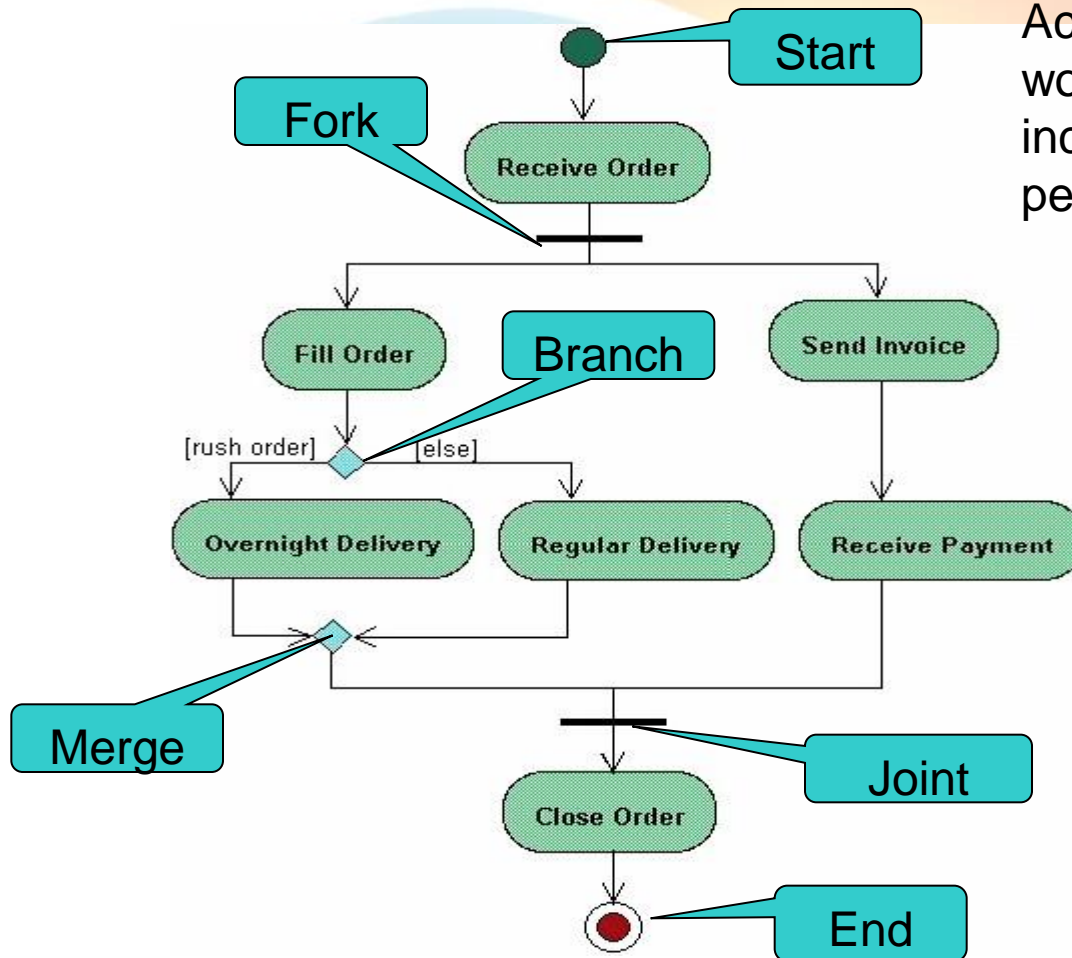 Start
Fork
Receive Order
Fill Order
Branch
Send Invoice
[rush order]
[else]
Overnight Delivery
Regular Delivery
Receive Payment
Merge
Joint
Close Order
End